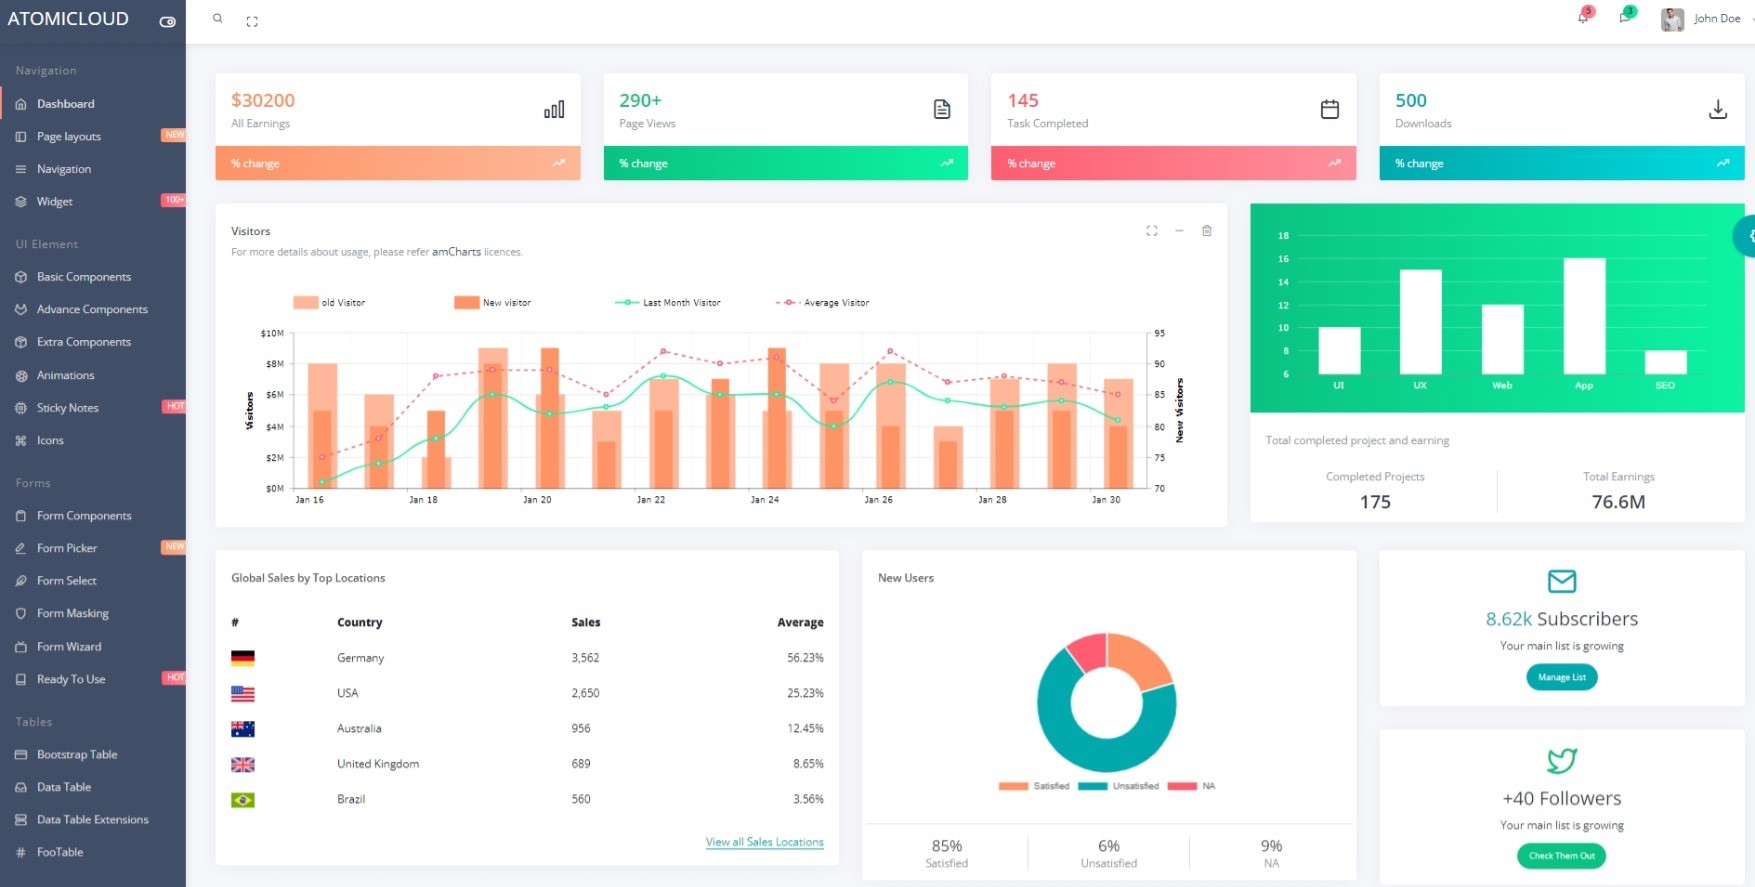 ATOMICLOUD
5
3
John Doe
Navigation
Dashboard
Page layouts NEW
Navigation
Widget 100+
UI Element
Basic Components
Advance Components
Extra Components
Animations
Sticky Notes HOT
Icons
Forms
Form Components
Form Picker NEW
Form Select
Form Masking
Form Wizard
Ready To Use HOT
Tables
Bootstrap Table
Data Table
Data Table Extensions
FooTable
$30200
All Earnings
% change
290+
Page Views
% change
145
Task Completed
% change
500
Downloads
% change
Visitors
For more details about usage, please refer amCharts licences.
old Visitor New visitor Last Month Visitor Average Visitor
$10M
$8M
$6M
$4M
$2M
$0M
Visitors
95
90
85
80
75
70
New Visitors
Jan 16 Jan 18 Jan 20 Jan 22 Jan 24 Jan 26 Jan 28 Jan 30
18
16
14
12
10
8
6
UI UX Web App SEO
Total completed project and earning
Completed Projects Total Earnings
175 76.6M
Global Sales by Top Locations
# Country Sales Average
Germany 3,562 56.23%
USA 2,650 25.23%
Australia 956 12.45%
United Kingdom 689 8.65%
Brazil 560 3.56%
View all Sales Locations
New Users
Satisfied Unsatisfied NA
85% 6% 9%
Satisfied Unsatisfied NA
8.62k Subscribers
Your main list is growing
Manage List
+40 Followers
Your main list is growing
Check Them Out